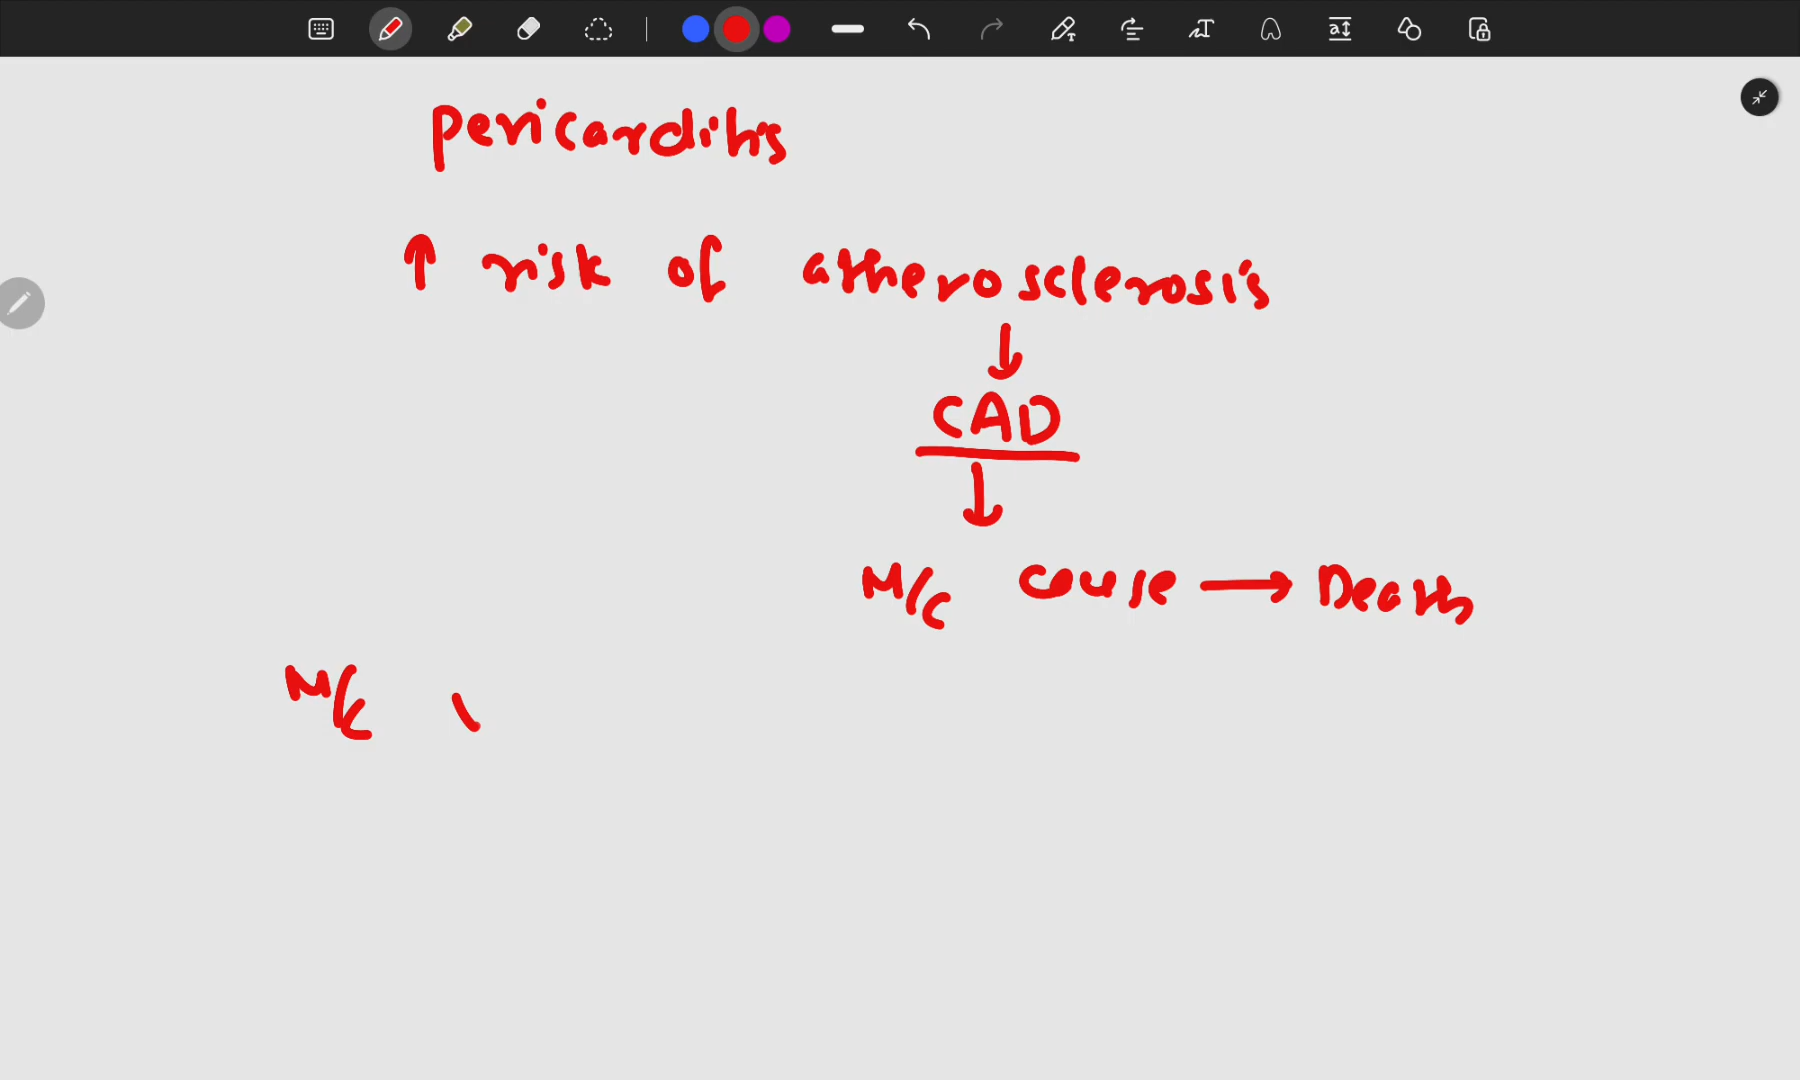 pericarditis
↑ risk of atherosclerosis
↓
CAD
↓
M/c cause → Death
M/c